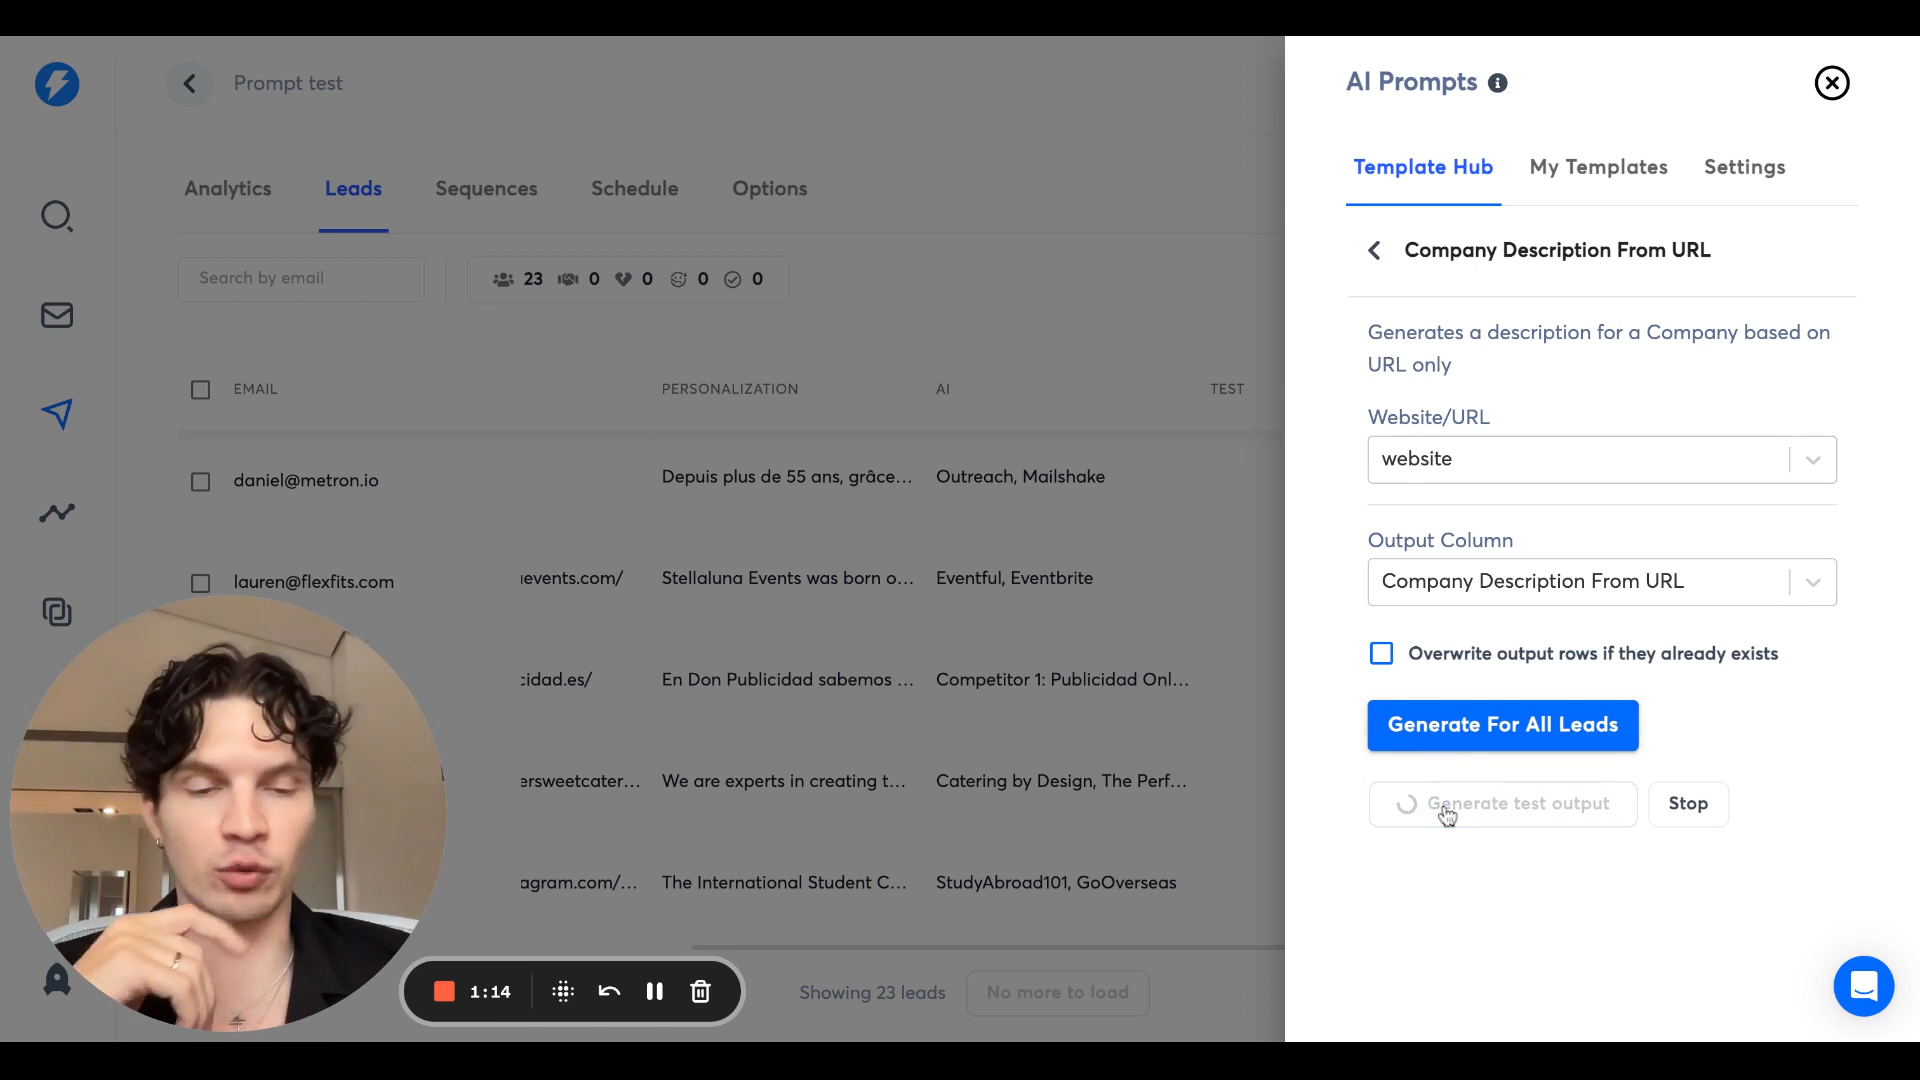 Prompt test
Analytics Leads Sequences Schedule Options
Search by email
23 0 0 0 0
EMAIL PERSONALIZATION AI TEST
daniel@metron.io Depuis plus de 55 ans, grâce... Outreach, Mailshake
lauren@flexfits.com events.com/ Stellaluna Events was born o... Eventful, Eventbrite
cidad.es/ En Don Publicidad sabemos ... Competitor 1: Publicidad Onl...
ersweetcater... We are experts in creating t... Catering by Design, The Perf...
agram.com/... The International Student C... StudyAbroad101, GoOverseas
1:14
Showing 23 leads No more to load
AI Prompts
Template Hub My Templates Settings
Company Description From URL
Generates a description for a Company based on
URL only
Website/URL
website
Output Column
Company Description From URL
Overwrite output rows if they already exists
Generate For All Leads
Generate test output Stop